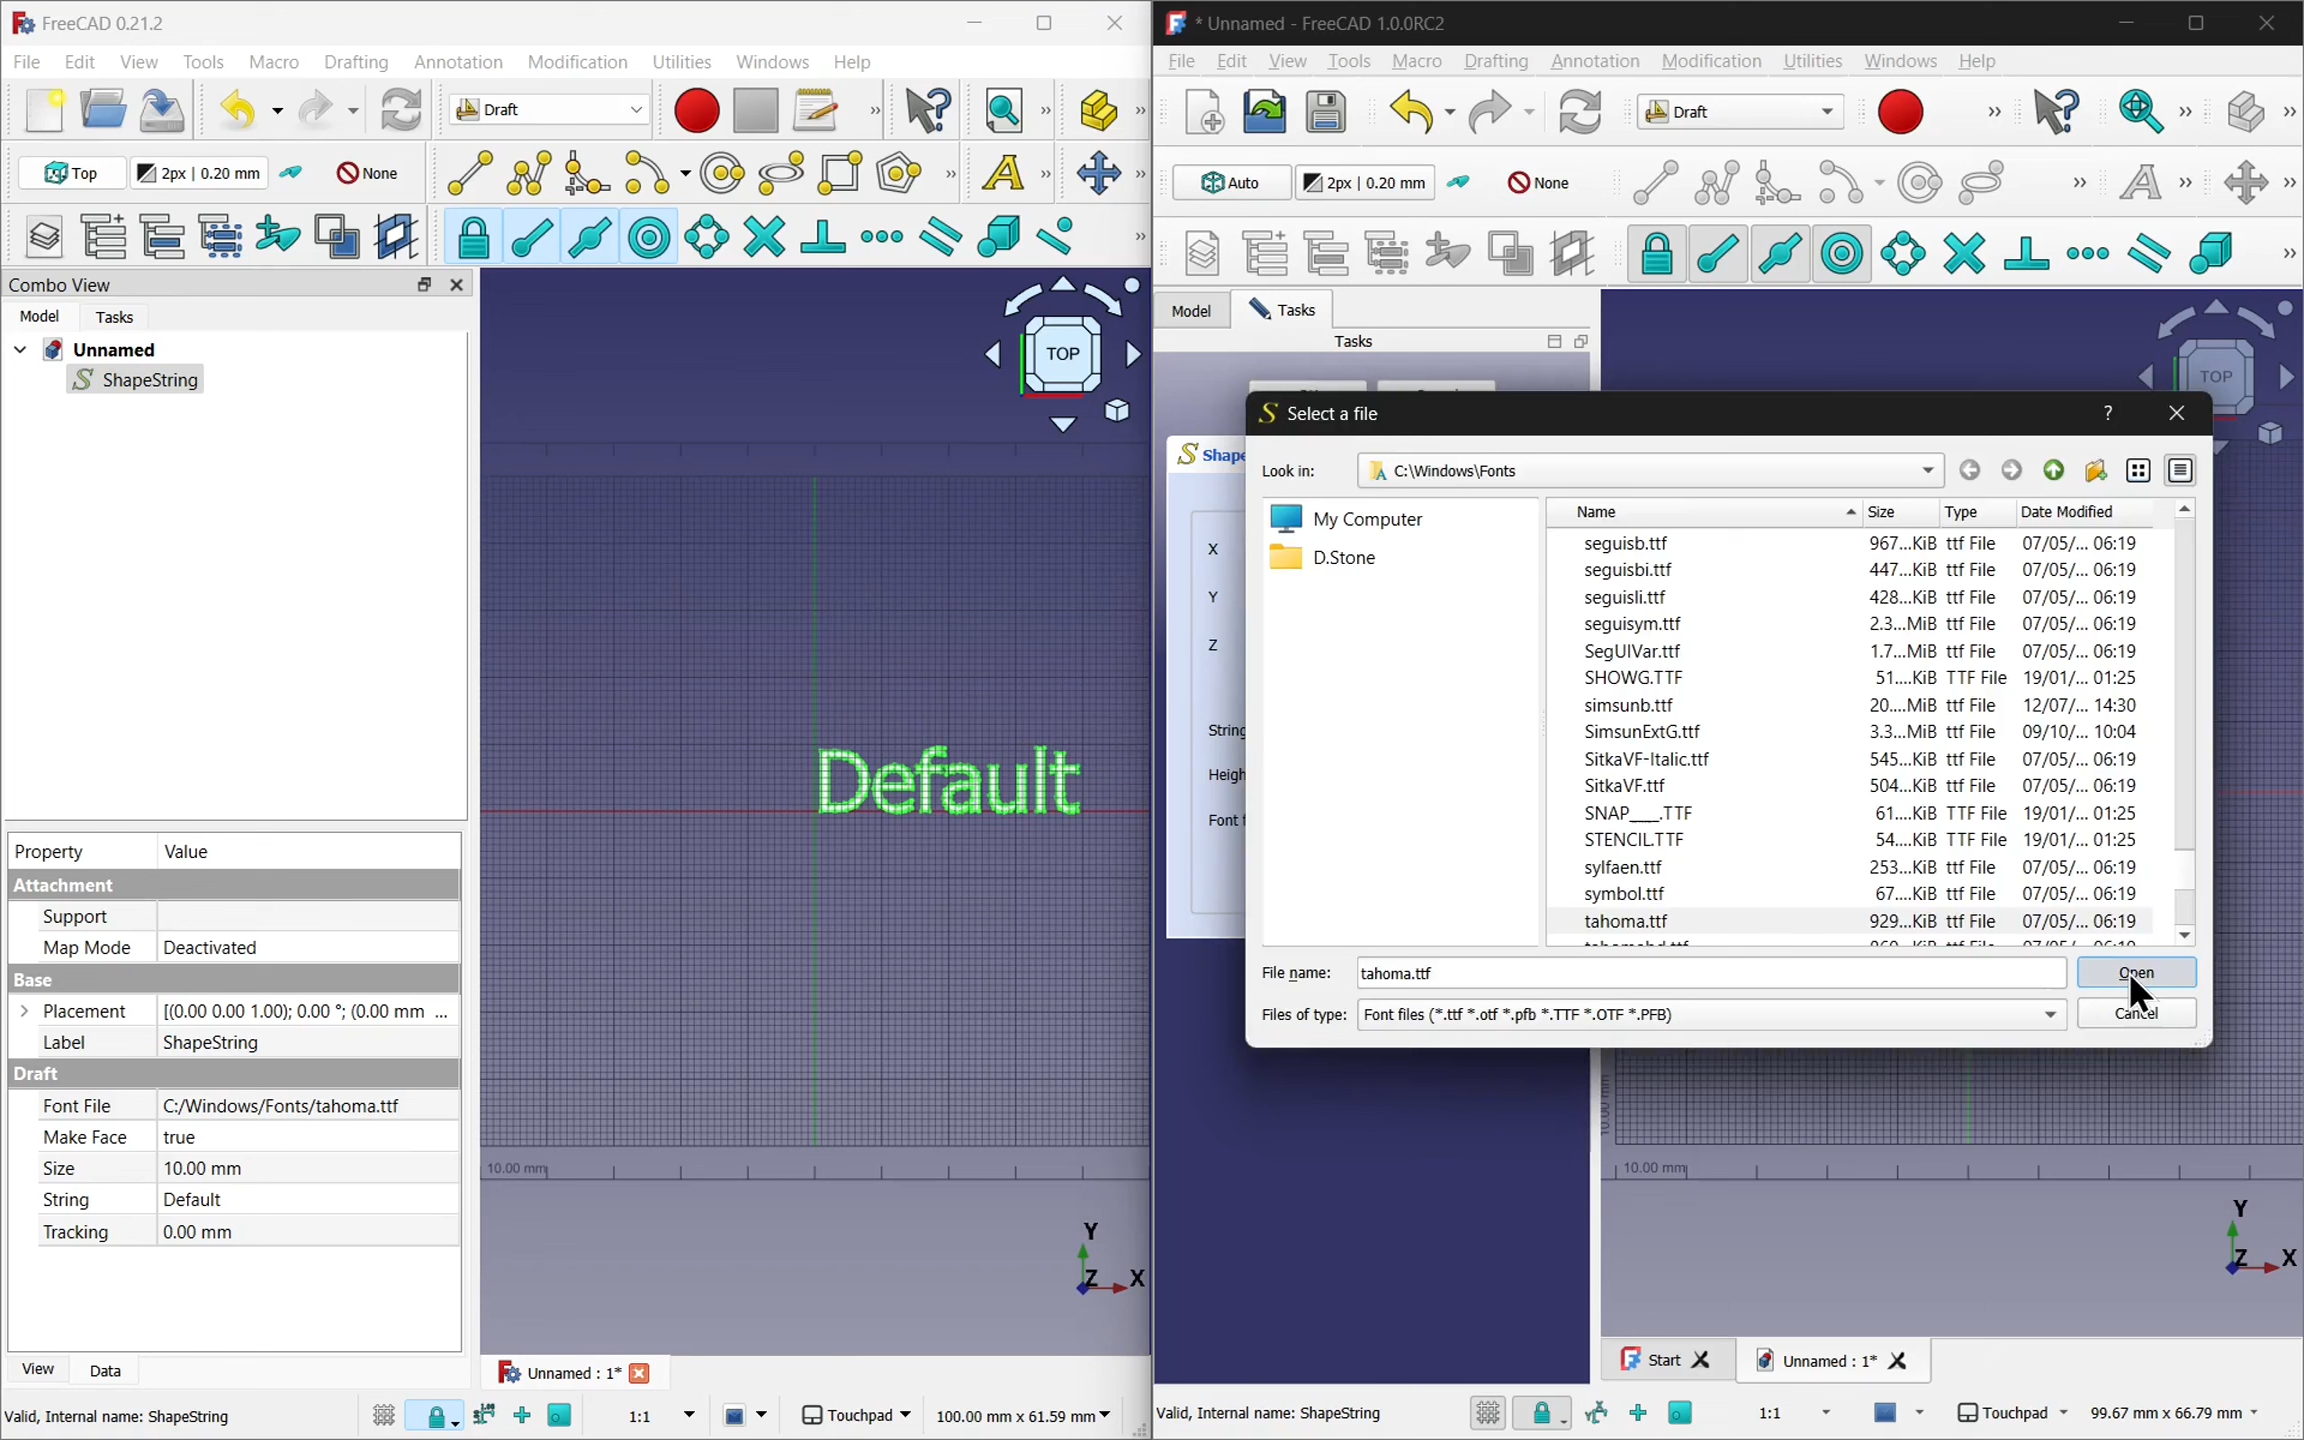 FreeCAD 0.21.2
File Edit View Tools Macro Drafting Annotation Modification Utilities Windows Help
Draft
Top 2px | 0.20 mm None
Combo View
Model Tasks
Unnamed
ShapeString
TOP
Default
Property Value
Attachment
Support
Map Mode Deactivated
Base
Placement [(0.00 0.00 1.00); 0.00 °; (0.00 mm ...
Label ShapeString
Draft
Font File C:/Windows/Fonts/tahoma.ttf
Make Face true
Size 10.00 mm
String Default
Tracking 0.00 mm
10.00 mm
Y
Z X
View Data
Unnamed : 1*
Valid, Internal name: ShapeString 1:1 Touchpad 100.00 mm x 61.59 mm
* Unnamed - FreeCAD 1.0.0RC2
File Edit View Tools Macro Drafting Annotation Modification Utilities Windows Help
Draft
Auto 2px | 0.20 mm None
Model Tasks
Tasks
TOP
Shape
X
Y
Z
String
Heigh
Font f
Select a file ?
Look in: C:\Windows\Fonts
My Computer
D.Stone
Name Size Type Date Modified
seguisb.ttf 967...KiB ttf File 07/05/... 06:19
seguisbi.ttf 447...KiB ttf File 07/05/... 06:19
seguisli.ttf 428...KiB ttf File 07/05/... 06:19
seguisym.ttf 2.3...MiB ttf File 07/05/... 06:19
SegUIVar.ttf 1.7...MiB ttf File 07/05/... 06:19
SHOWG.TTF 51....KiB TTF File 19/01/... 01:25
simsunb.ttf 20....MiB ttf File 12/07/... 14:30
SimsunExtG.ttf 3.3...MiB ttf File 09/10/... 10:04
SitkaVF-Italic.ttf 545...KiB ttf File 07/05/... 06:19
SitkaVF.ttf 504...KiB ttf File 07/05/... 06:19
SNAP____.TTF 61....KiB TTF File 19/01/... 01:25
STENCIL.TTF 54....KiB TTF File 19/01/... 01:25
sylfaen.ttf 253...KiB ttf File 07/05/... 06:19
symbol.ttf 67....KiB ttf File 07/05/... 06:19
tahoma.ttf 929...KiB ttf File 07/05/... 06:19
File name: tahoma.ttf Open
Files of type: Font files (*.ttf *.otf *.pfb *.TTF *.OTF *.PFB) Cancel
10.00 mm
10.00 mm
Y
Z X
Start Unnamed : 1*
Valid, Internal name: ShapeString 1:1 Touchpad 99.67 mm x 66.79 mm